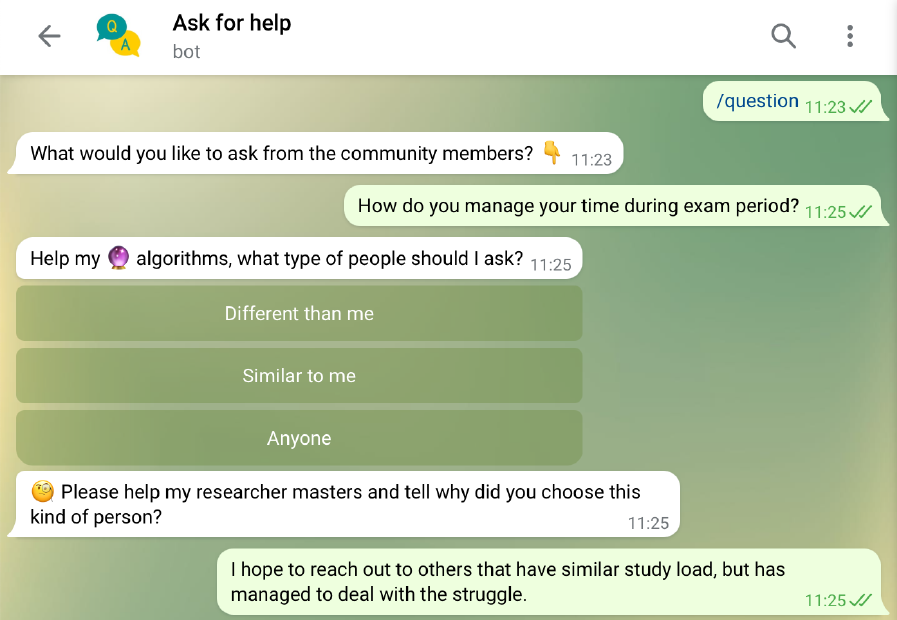 Q
A
Ask for help
bot
/question 11:23
What would you like to ask from the community members? 👇 11:23
How do you manage your time during exam period? 11:25
Help my 🔮 algorithms, what type of people should I ask? 11:25
Different than me
Similar to me
Anyone
🧐 Please help my researcher masters and tell why did you choose this
kind of person? 11:25
I hope to reach out to others that have similar study load, but has
managed to deal with the struggle. 11:25